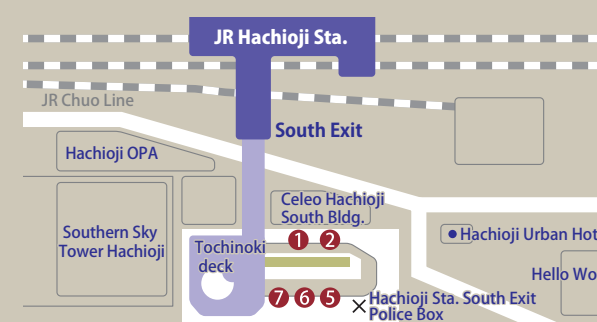 JR Hachioji Sta.
JR Chuo Line
South Exit
Hachioji OPA
Celeo Hachioji
South Bldg.
Southern Sky
Tower Hachioji
Tochinoki
deck
1 2
Hachioji Urban Hot
Hello Wo
7 6 5
Hachioji Sta. South Exit
Police Box